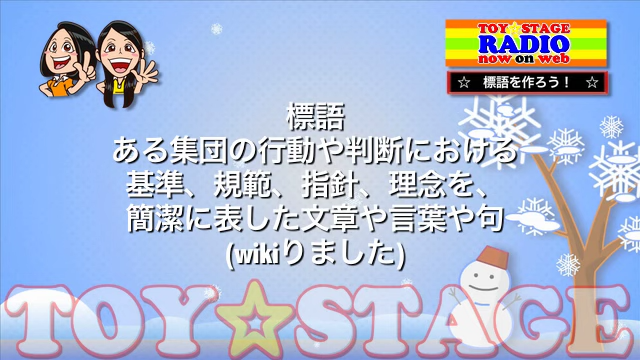 TOY☆STAGE
RADIO
now on web
☆ 標語を作ろう！ ☆
標語
ある集団の行動や判断における
基準、規範、指針、理念を、
簡潔に表した文章や言葉や句
(wikiりました)
TOY☆STAGE